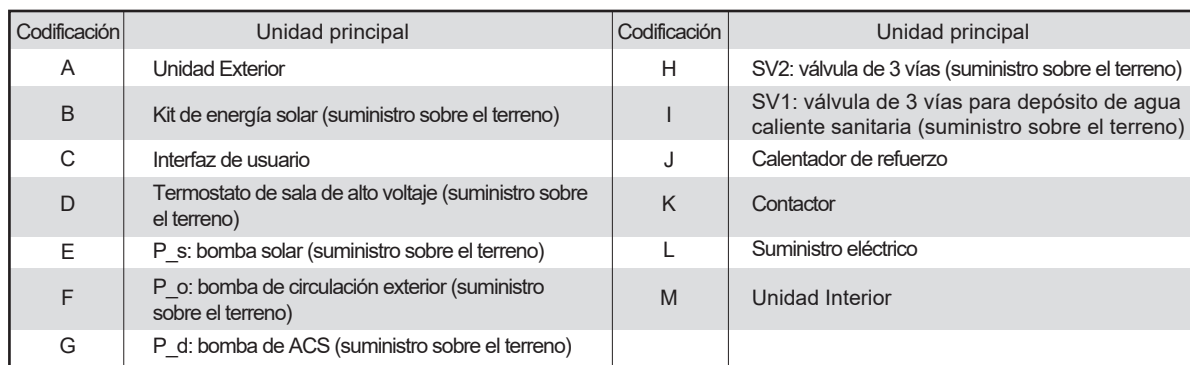 Codificación Unidad principal Codificación Unidad principal
A Unidad Exterior H SV2: válvula de 3 vías (suministro sobre el terreno)
B Kit de energía solar (suministro sobre el terreno) I SV1: válvula de 3 vías para depósito de agua
caliente sanitaria (suministro sobre el terreno)
C Interfaz de usuario J Calentador de refuerzo
D Termostato de sala de alto voltaje (suministro sobre
el terreno) K Contactor
E P_s: bomba solar (suministro sobre el terreno) L Suministro eléctrico
F P_o: bomba de circulación exterior (suministro
sobre el terreno) M Unidad Interior
G P_d: bomba de ACS (suministro sobre el terreno)